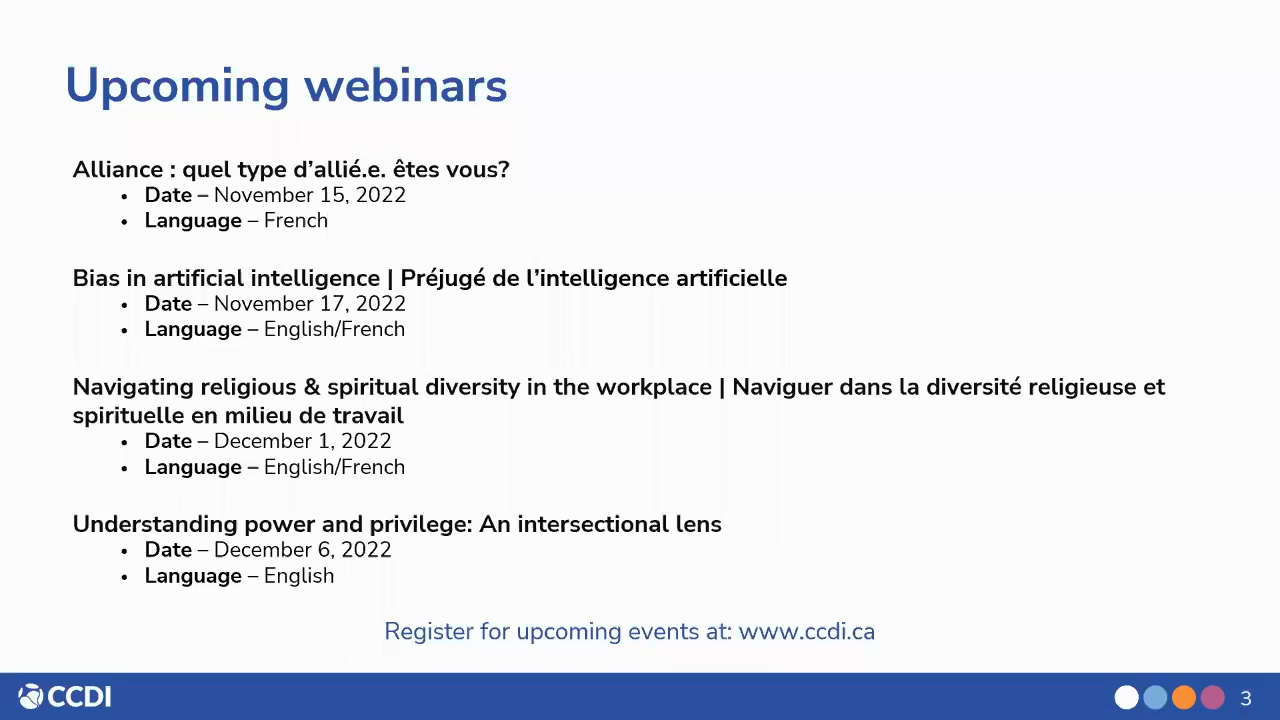 Upcoming webinars
Alliance : quel type d’allié.e. êtes vous?
• Date – November 15, 2022
• Language – French
Bias in artificial intelligence | Préjugé de l’intelligence artificielle
• Date – November 17, 2022
• Language – English/French
Navigating religious & spiritual diversity in the workplace | Naviguer dans la diversité religieuse et
spirituelle en milieu de travail
• Date – December 1, 2022
• Language – English/French
Understanding power and privilege: An intersectional lens
• Date – December 6, 2022
• Language – English
Register for upcoming events at: www.ccdi.ca
CCDI
3